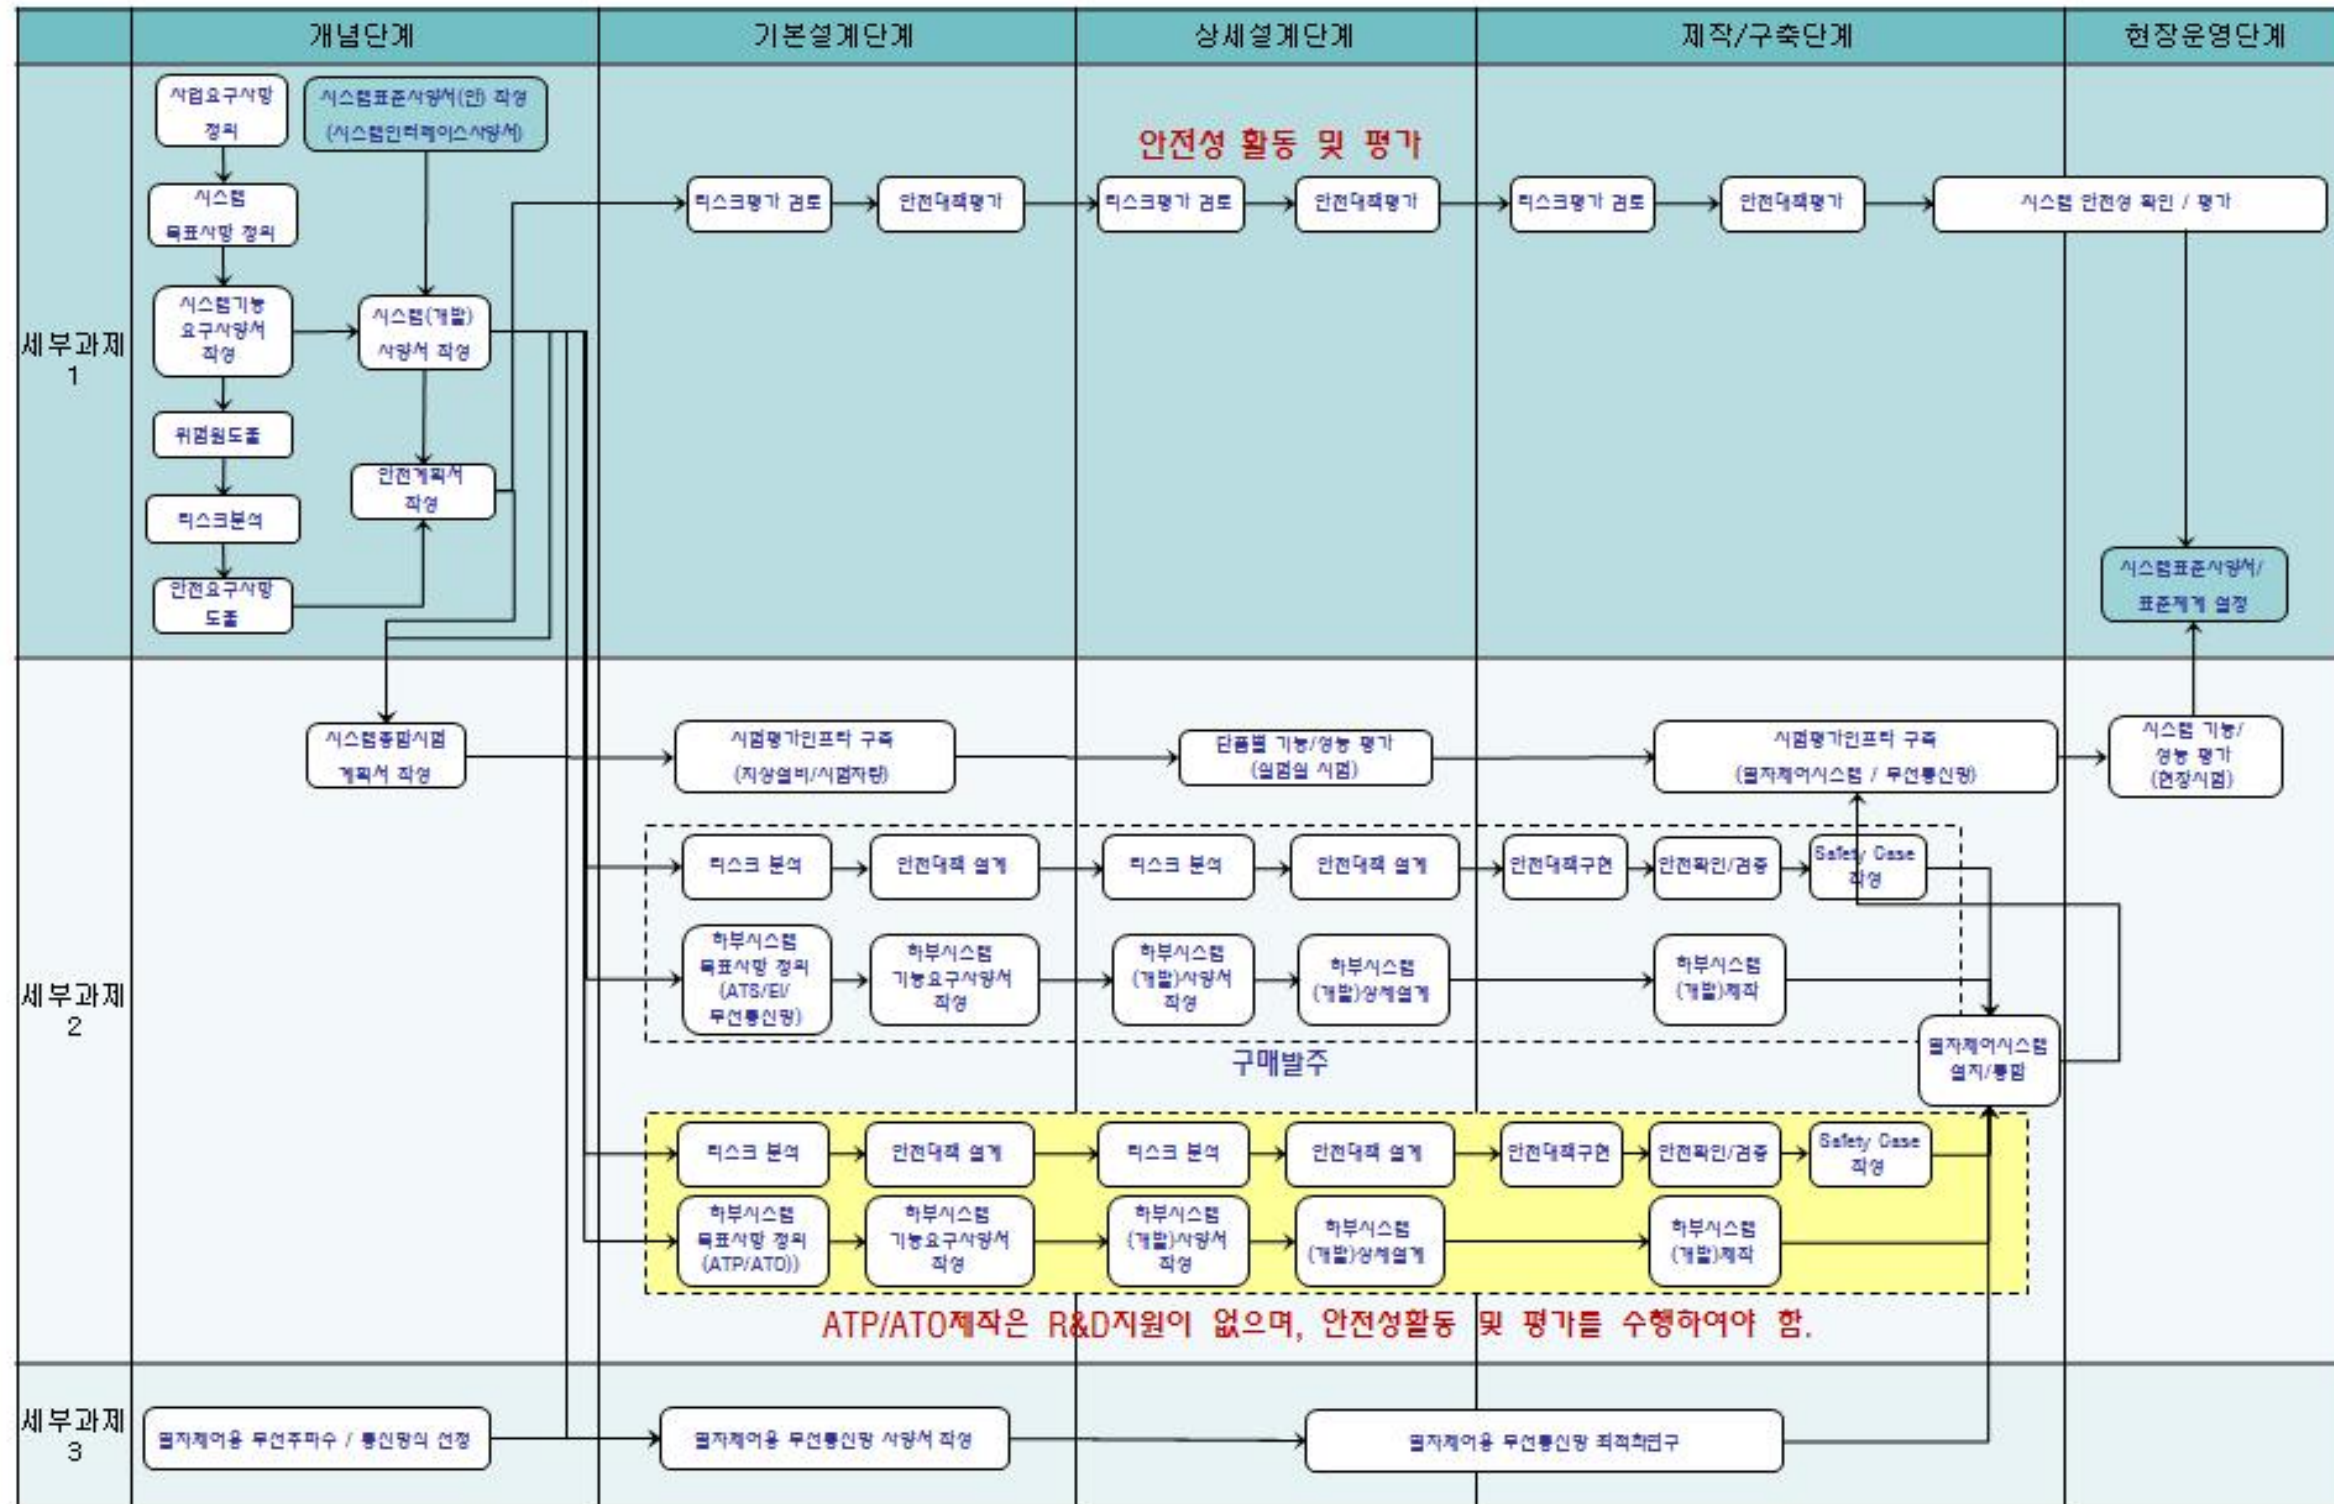 개념단계
기본설계단계
상세설계단계
제작/구축단계
현장운영단계
세부과제
1
사업요구사항
정의
시스템표준사양서(안) 작성
(시스템인터페이스사양서)
시스템
목표사항 정의
시스템기능
요구사양서
작성
시스템(개발)
사양서 작성
위험원도출
리스크분석
안전요구사항
도출
안전계획서
작성
안전성 활동 및 평가
리스크평가 검토
안전대책평가
리스크평가 검토
안전대책평가
리스크평가 검토
안전대책평가
시스템 안전성 확인 / 평가
시스템표준사양서/
표준체계 설정
세부과제
2
시스템종합시험
계획서 작성
시험평가인프라 구축
(지상설비/시험차량)
단품별 기능/성능 평가
(실험실 시험)
시험평가인프라 구축
(열차제어시스템 / 무선통신망)
시스템 기능/
성능 평가
(현장시험)
리스크 분석
안전대책 설계
리스크 분석
안전대책 설계
안전대책구현
안전확인/검증
Safety Case
작성
하부시스템
목표사항 정의
(ATS/EI/
무선통신망)
하부시스템
기능요구사양서
작성
하부시스템
(개발)사양서
작성
하부시스템
(개발)상세설계
하부시스템
(개발)제작
구매발주
열차제어시스템
설치/통합
리스크 분석
안전대책 설계
리스크 분석
안전대책 설계
안전대책구현
안전확인/검증
Safety Case
작성
하부시스템
목표사항 정의
(ATP/ATO))
하부시스템
기능요구사양서
작성
하부시스템
(개발)사양서
작성
하부시스템
(개발)상세설계
하부시스템
(개발)제작
ATP/ATO제작은 R&D지원이 없으며, 안전성활동 및 평가를 수행하여야 함.
세부과제
3
열차제어용 무선주파수 / 통신방식 선정
열차제어용 무선통신망 사양서 작성
열차제어용 무선통신망 최적화연구